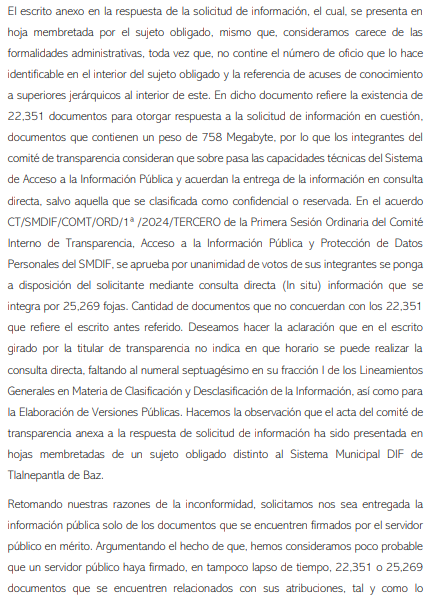 El escrito anexo en la respuesta de la solicitud de información, el cual, se presenta en
hoja membretada por el sujeto obligado, mismo que, consideramos carece de las
formalidades administrativas, toda vez que, no contine el número de oficio que lo hace
identificable en el interior del sujeto obligado y la referencia de acuses de conocimiento
a superiores jerárquicos al interior de este. En dicho documento refiere la existencia de
22,351 documentos para otorgar respuesta a la solicitud de información en cuestión,
documentos que contienen un peso de 758 Megabyte, por lo que los integrantes del
comité de transparencia consideran que sobre pasa las capacidades técnicas del Sistema
de Acceso a la Información Pública y acuerdan la entrega de la información en consulta
directa, salvo aquella que se clasificada como confidencial o reservada. En el acuerdo
CT/SMDIF/COMT/ORD/1ª /2024/TERCERO de la Primera Sesión Ordinaria del Comité
Interno de Transparencia, Acceso a la Información Pública y Protección de Datos
Personales del SMDIF, se aprueba por unanimidad de votos de sus integrantes se ponga
a disposición del solicitante mediante consulta directa (In situ) información que se
integra por 25,269 fojas. Cantidad de documentos que no concuerdan con los 22,351
que refiere el escrito antes referido. Deseamos hacer la aclaración que en el escrito
girado por la titular de transparencia no indica en que horario se puede realizar la
consulta directa, faltando al numeral septuagésimo en su fracción I de los Lineamientos
Generales en Materia de Clasificación y Desclasificación de la Información, así como para
la Elaboración de Versiones Públicas. Hacemos la observación que el acta del comité de
transparencia anexa a la respuesta de solicitud de información ha sido presentada en
hojas membretadas de un sujeto obligado distinto al Sistema Municipal DIF de
Tlalnepantla de Baz.
Retomando nuestras razones de la inconformidad, solicitamos nos sea entregada la
información pública solo de los documentos que se encuentren firmados por el servidor
público en mérito. Argumentando el hecho de que, hemos consideramos poco probable
que un servidor público haya firmado, en tampoco lapso de tiempo, 22,351 o 25,269
documentos que se encuentren relacionados con sus atribuciones, tal y como lo